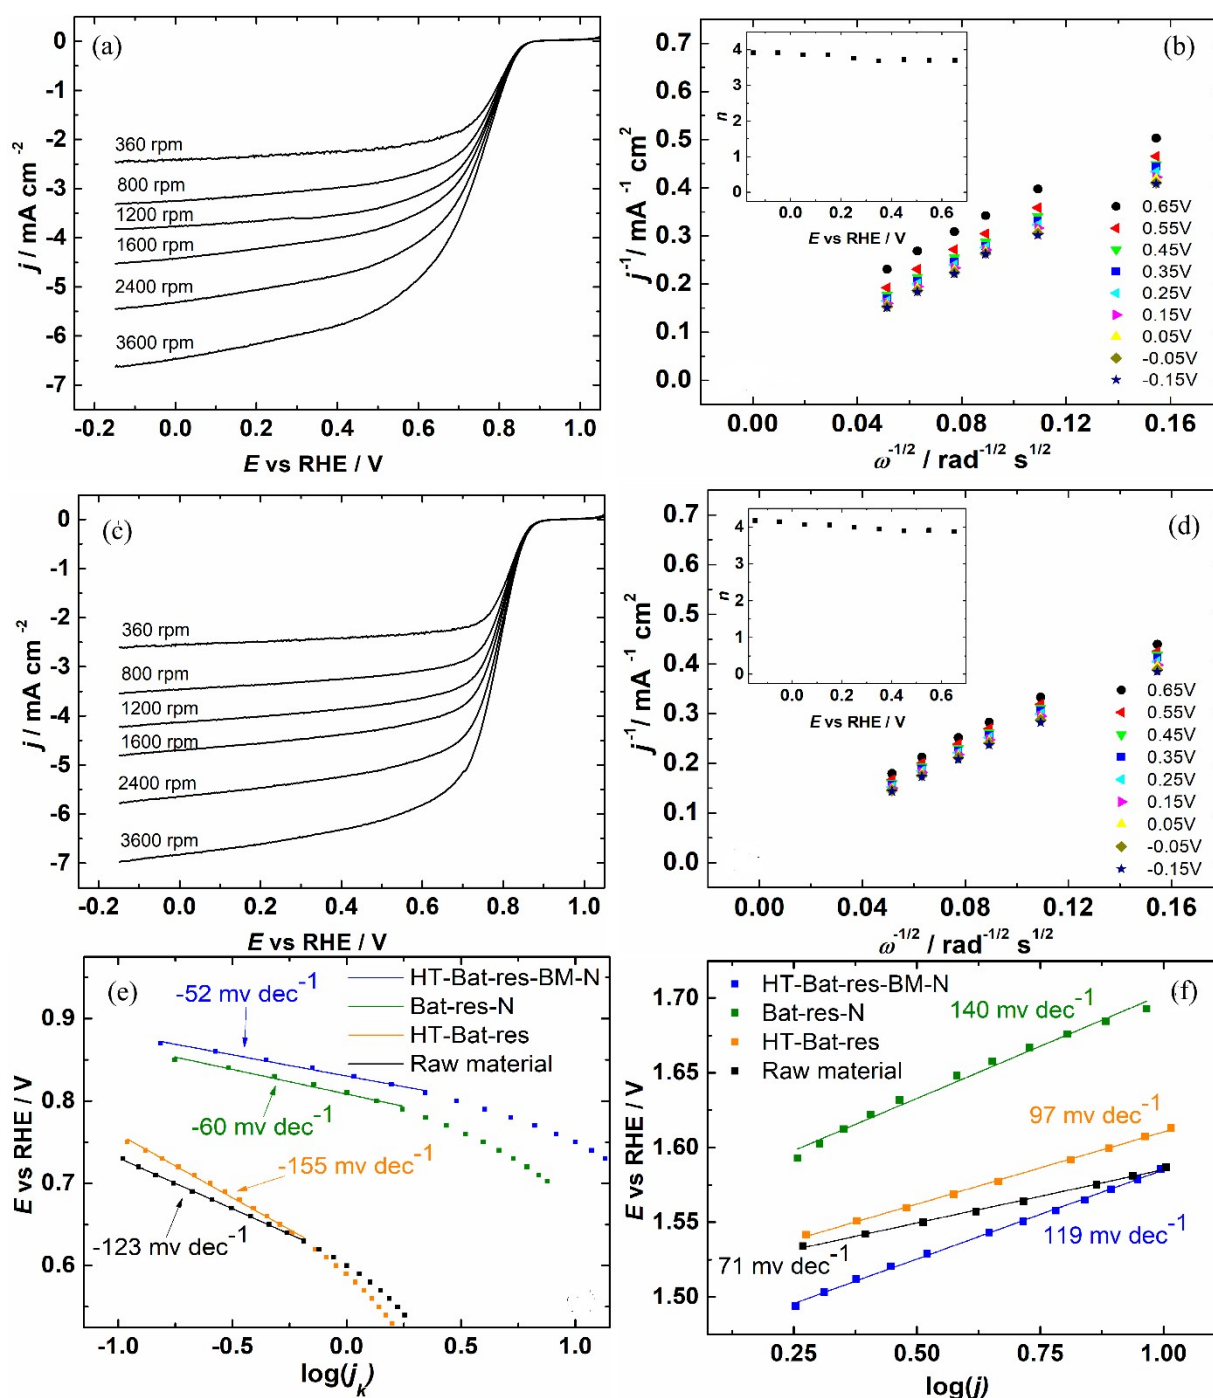 (a)
0
-1
-2
-3
-4
-5
-6
-7
j / mA cm-2
360 rpm
800 rpm
1200 rpm
1600 rpm
2400 rpm
3600 rpm
-0.2 0.0 0.2 0.4 0.6 0.8 1.0
E vs RHE / V
(b)
0.7
0.6
0.5
0.4
0.3
0.2
0.1
0.0
j-1/ mA-1 cm2
4
3
2
1
0
n
0.0 0.2 0.4 0.6
E vs RHE / V
0.65V
0.55V
0.45V
0.35V
0.25V
0.15V
0.05V
-0.05V
-0.15V
0.00 0.04 0.08 0.12 0.16
ω-1/2 / rad-1/2 s1/2
(c)
0
-1
-2
-3
-4
-5
-6
-7
j / mA cm-2
360 rpm
800 rpm
1200 rpm
1600 rpm
2400 rpm
3600 rpm
-0.2 0.0 0.2 0.4 0.6 0.8 1.0
E vs RHE / V
(d)
0.7
0.6
0.5
0.4
0.3
0.2
0.1
0.0
j-1/ mA-1 cm2
4
3
2
1
0
n
0.0 0.2 0.4 0.6
E vs RHE / V
0.65V
0.55V
0.45V
0.35V
0.25V
0.15V
0.05V
-0.05V
-0.15V
0.00 0.04 0.08 0.12 0.16
ω-1/2 / rad-1/2 s1/2
(e)
HT-Bat-res-BM-N
Bat-res-N
HT-Bat-res
Raw material
-52 mv dec-1
-60 mv dec-1
-155 mv dec-1
-123 mv dec-1
0.9
0.8
0.7
0.6
E vs RHE / V
-1.0 -0.5 0.0 0.5 1.0
log(jk)
(f)
HT-Bat-res-BM-N
Bat-res-N
HT-Bat-res
Raw material
140 mv dec-1
97 mv dec-1
71 mv dec-1
119 mv dec-1
1.70
1.65
1.60
1.55
1.50
E vs RHE / V
0.25 0.50 0.75 1.00
log(j)